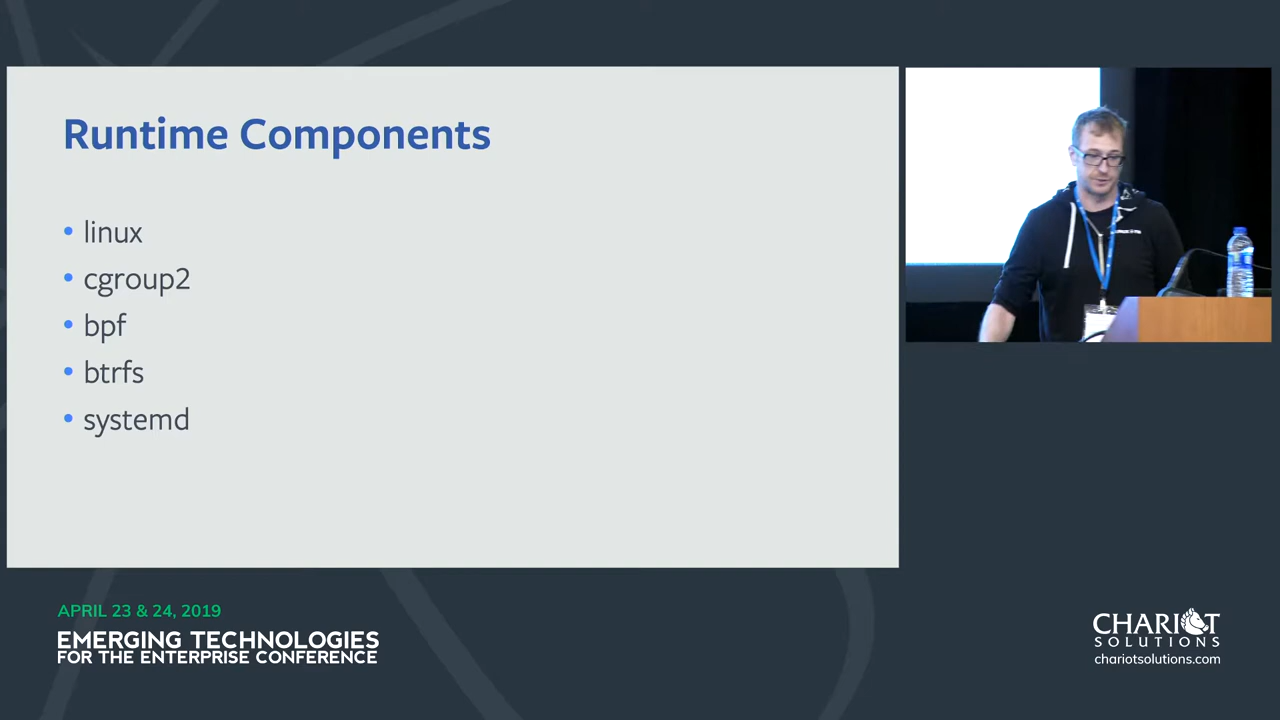 Runtime Components
• linux
• cgroup2
• bpf
• btrfs
• systemd
APRIL 23 & 24, 2019
EMERGING TECHNOLOGIES
FOR THE ENTERPRISE CONFERENCE
CHARIOT
SOLUTIONS
chariotsolutions.com